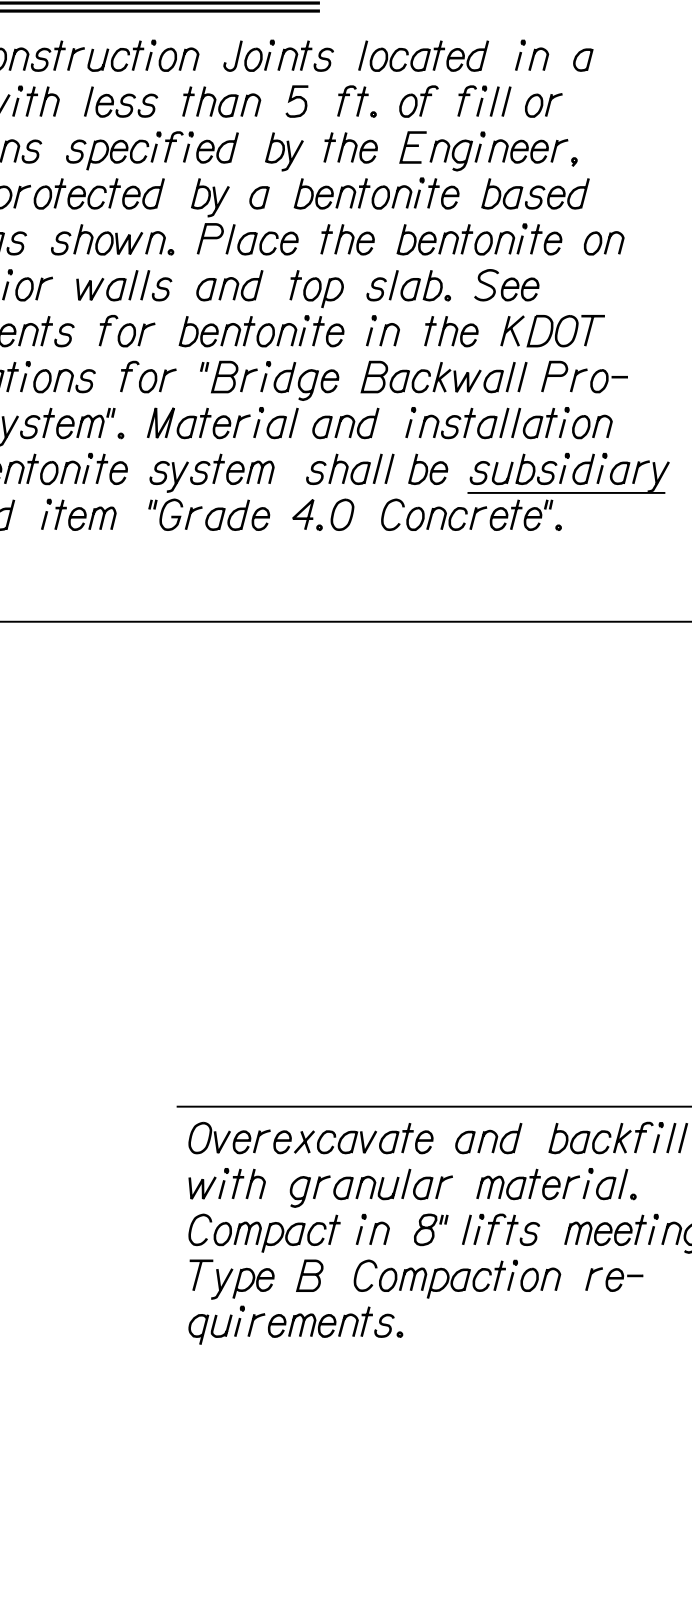 onstruction Joints located in a
with less than 5 ft. of fill or
ns specified by the Engineer,
protected by a bentonite based
as shown. Place the bentonite on
ior walls and top slab. See
ents for bentonite in the KDOT
ations for "Bridge Backwall Pro-
ystem". Material and installation
entonite system shall be subsidiary
d item "Grade 4.0 Concrete".
Overexcavate and backfill
with granular material.
Compact in 8" lifts meeting
Type B Compaction re-
quirements.